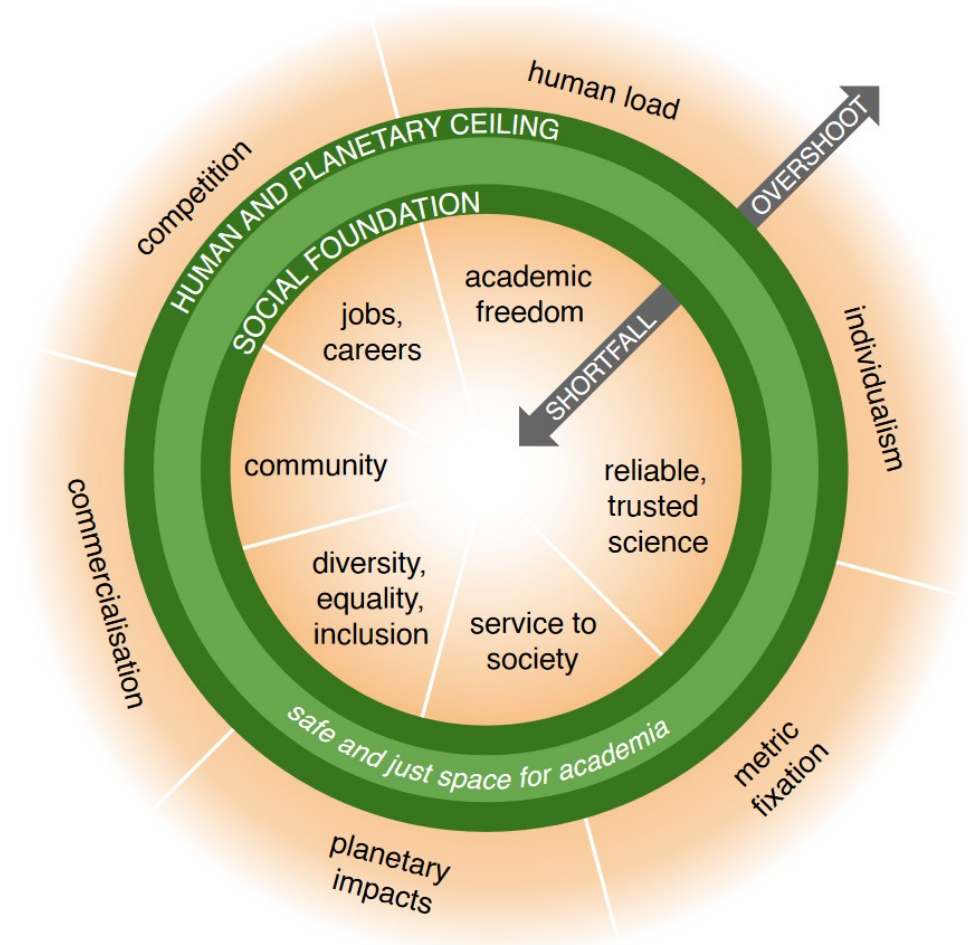 human load
OVERSHOOT
HUMAN AND PLANETARY CEILING
competition
SOCIAL FOUNDATION
academic
freedom
jobs,
careers
SHORTFALL
individualism
community
reliable,
trusted
science
commercialisation
diversity,
equality,
inclusion
service to
society
safe and just space for academia
metric
fixation
planetary
impacts